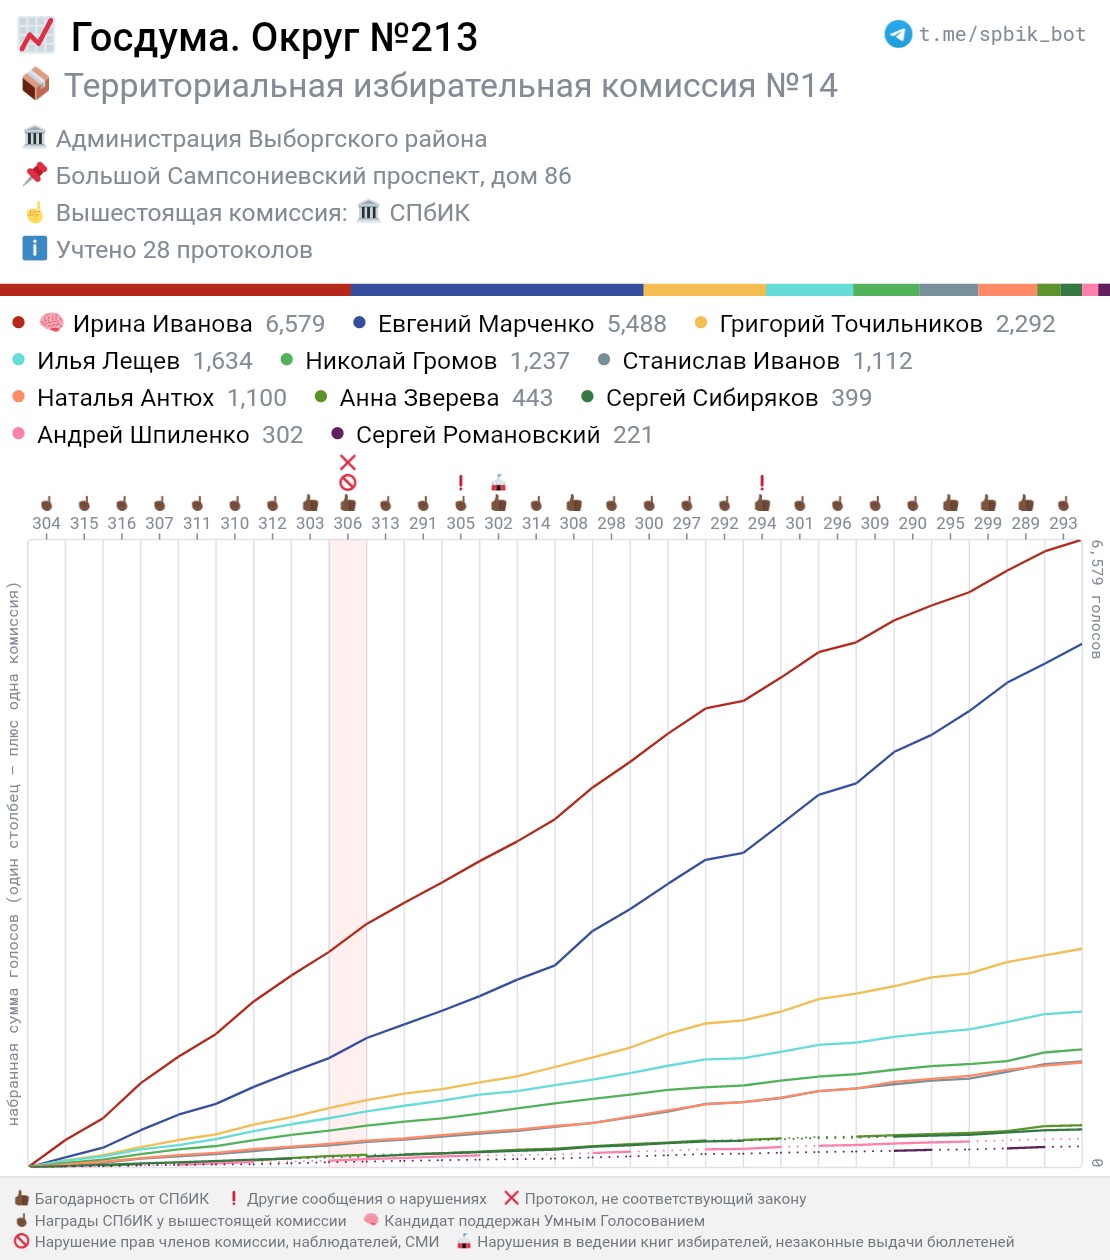 Госдума. Округ №213
t.me/spbik_bot
Территориальная избирательная комиссия №14
Администрация Выборгского района
Большой Сампсониевский проспект, дом 86
Вышестоящая комиссия: СПбИК
Учтено 28 протоколов
Ирина Иванова 6,579 Евгений Марченко 5,488 Григорий Точильников 2,292
Илья Лещев 1,634 Николай Громов 1,237 Станислав Иванов 1,112
Наталья Антюх 1,100 Анна Зверева 443 Сергей Сибиряков 399
Андрей Шпиленко 302 Сергей Романовский 221
304 315 316 307 311 310 312 303 306 313 291 305 302 314 308 298 300 297 292 294 301 296 309 290 295 299 289 293
набранная сумма голосов (один столбец – плюс одна комиссия)
6,579 голосов
0
Багодарность от СПбИК Другие сообщения о нарушениях Протокол, не соответствующий закону
Награды СПбИК у вышестоящей комиссии Кандидат поддержан Умным Голосованием
Нарушение прав членов комиссии, наблюдателей, СМИ Нарушения в ведении книг избирателей, незаконные выдачи бюллетеней